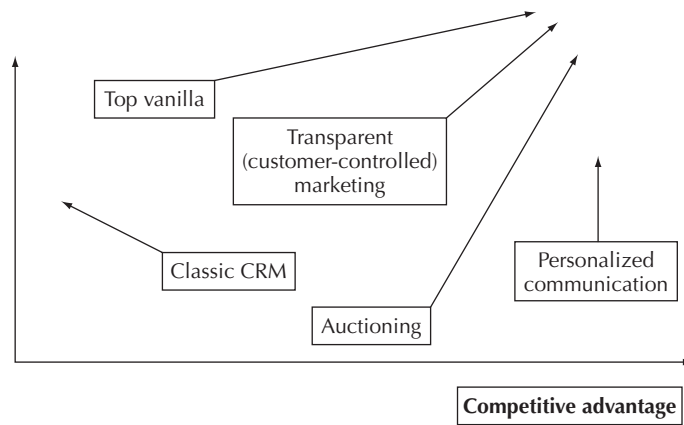 Top vanilla
Transparent
(customer-controlled)
marketing
Classic CRM
Personalized
communication
Auctioning
Competitive advantage